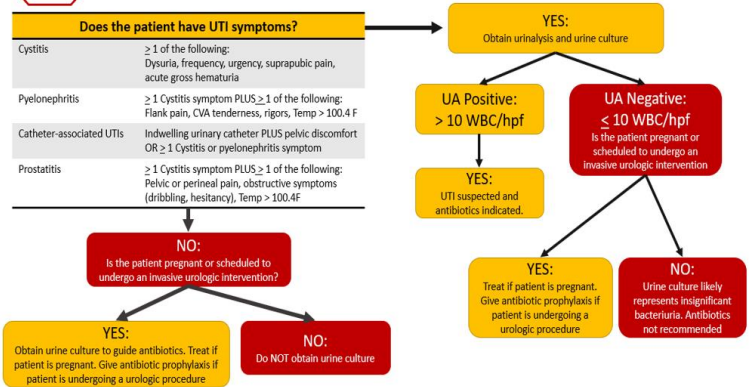 Does the patient have UTI symptoms?
Cystitis
≥ 1 of the following:
Dysuria, frequency, urgency, suprapubic pain,
acute gross hematuria
Pyelonephritis
≥ 1 Cystitis symptom PLUS ≥ 1 of the following:
Flank pain, CVA tenderness, rigors, Temp > 100.4 F
Catheter-associated UTIs
Indwelling urinary catheter PLUS pelvic discomfort
OR ≥ 1 Cystitis or pyelonephritis symptom
Prostatitis
≥ 1 Cystitis symptom PLUS ≥ 1 of the following:
Pelvic or perineal pain, obstructive symptoms
(dribbling, hesitancy), Temp > 100.4F
YES:
Obtain urinalysis and urine culture
UA Positive:
> 10 WBC/hpf
UA Negative:
≤ 10 WBC/hpf
Is the patient pregnant or
scheduled to undergo an
invasive urologic intervention
YES:
UTI suspected and
antibiotics indicated.
YES:
Treat if patient is pregnant.
Give antibiotic prophylaxis if
patient is undergoing a
urologic procedure
NO:
Urine culture likely
represents insignificant
bacteriuria. Antibiotics
not recommended
NO:
Is the patient pregnant or scheduled to
undergo an invasive urologic intervention?
YES:
Obtain urine culture to guide antibiotics. Treat if
patient is pregnant. Give antibiotic prophylaxis if
patient is undergoing a urologic procedure
NO:
Do NOT obtain urine culture